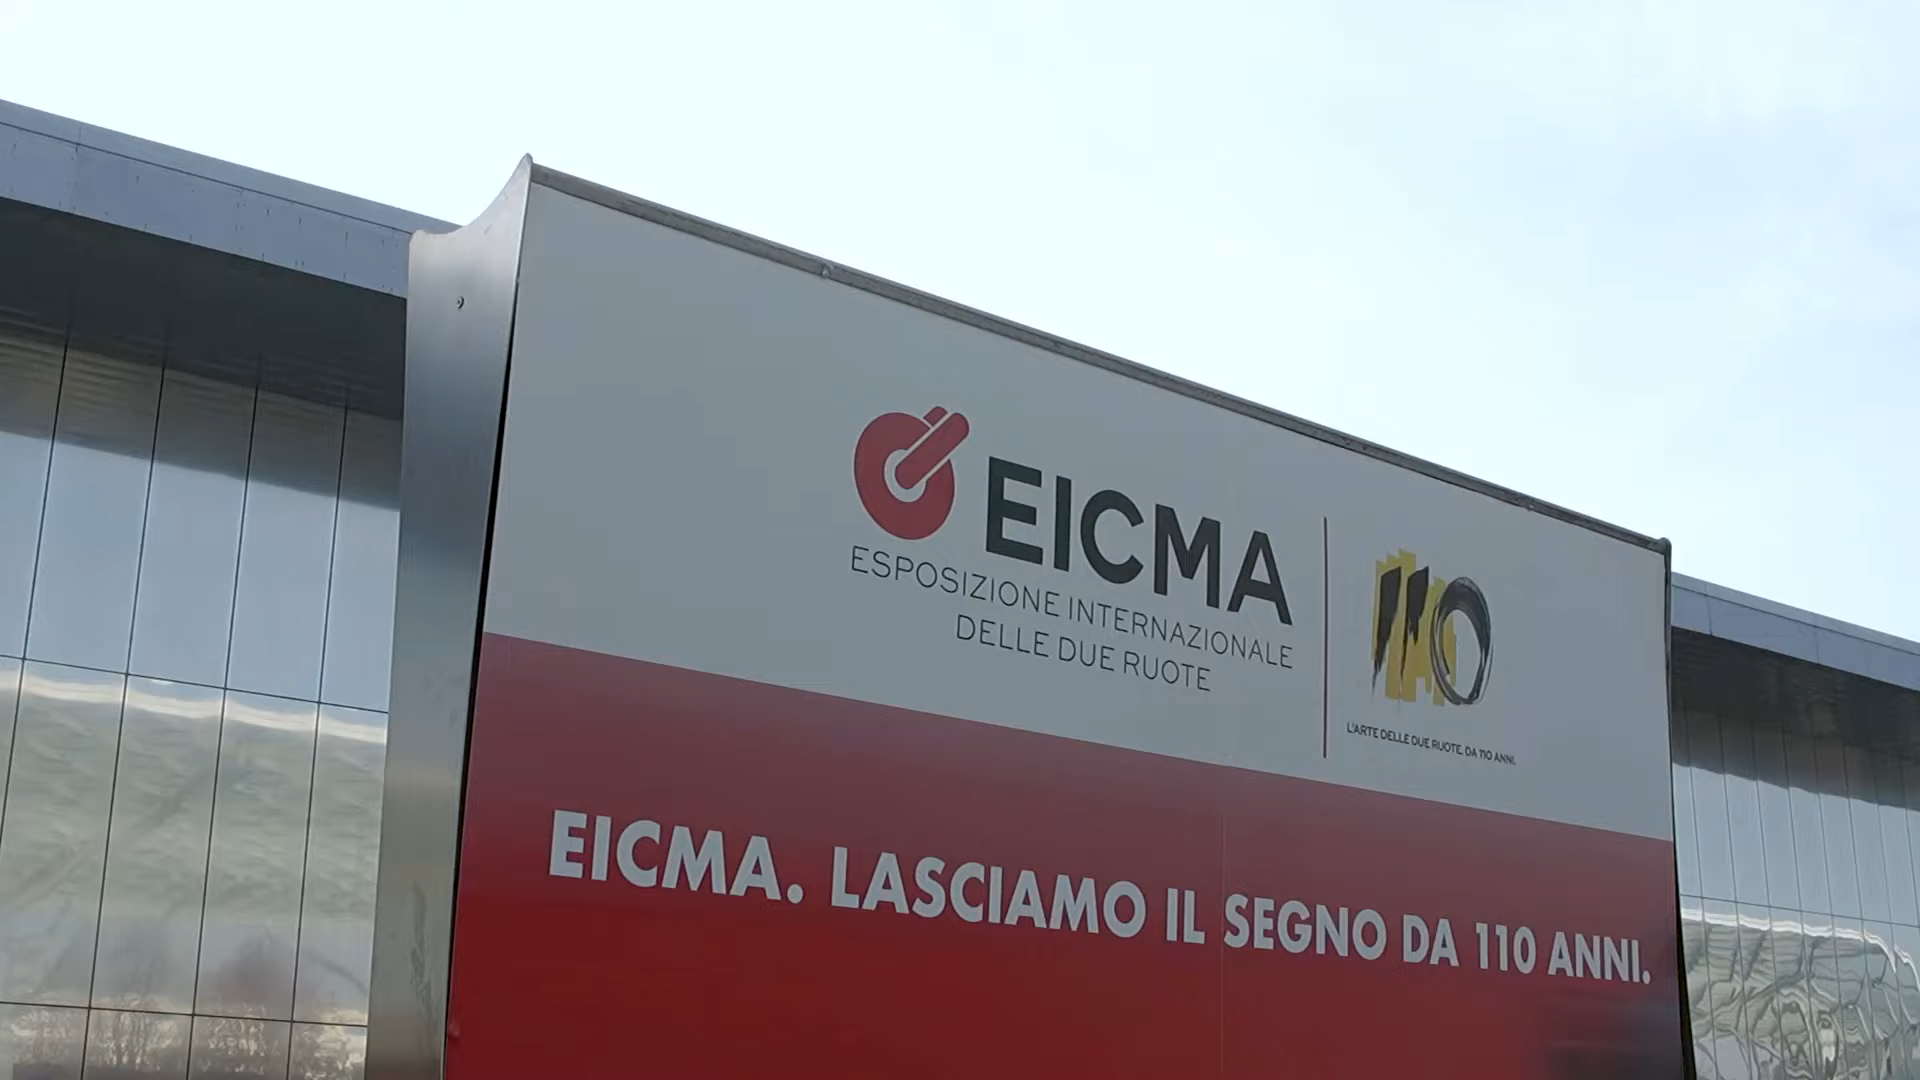 EICMA
ESPOSIZIONE INTERNAZIONALE
DELLE DUE RUOTE
110
L'ARTE DELLE DUE RUOTE. DA 110 ANNI.
EICMA. LASCIAMO IL SEGNO DA 110 ANNI.